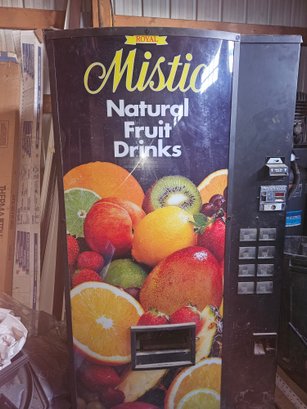 ROYAL
Mistic
Natural
Fruit
Drinks